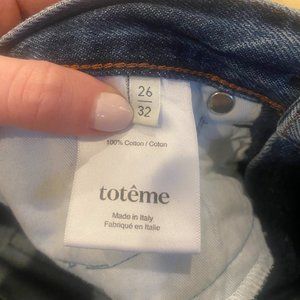 26
32
100% Cotton / Coton
totême
Made in Italy
Fabriqué en Italie